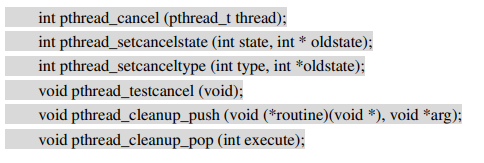 int pthread_cancel (pthread_t thread);
int pthread_setcancelstate (int state, int * oldstate);
int pthread_setcanceltype (int type, int *oldstate);
void pthread_testcancel (void);
void pthread_cleanup_push (void (*routine)(void *), void *arg);
void pthread_cleanup_pop (int execute);